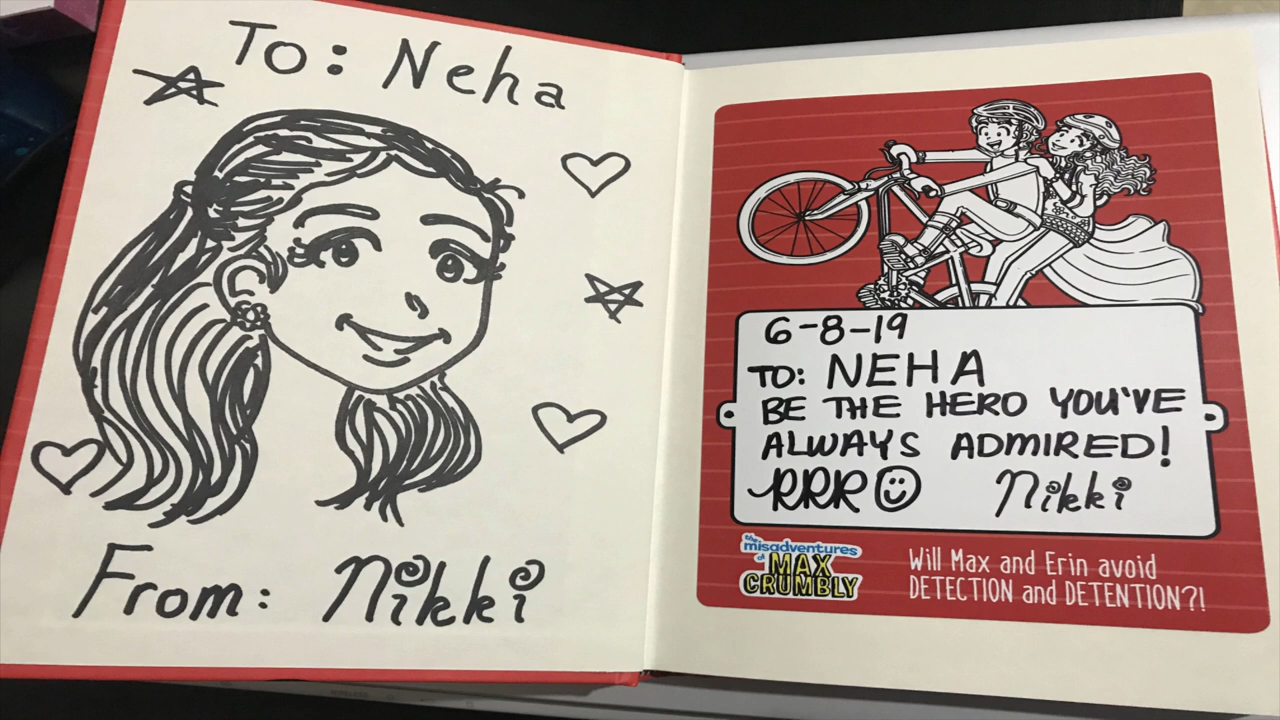 To: Neha
From: Nikki
6-8-19
TO: NEHA
BE THE HERO YOU'VE
ALWAYS ADMIRED!
RRR Nikki
the
misadventures
of MAX
CRUMBLY
Will Max and Erin avoid
DETECTION and DETENTION?!